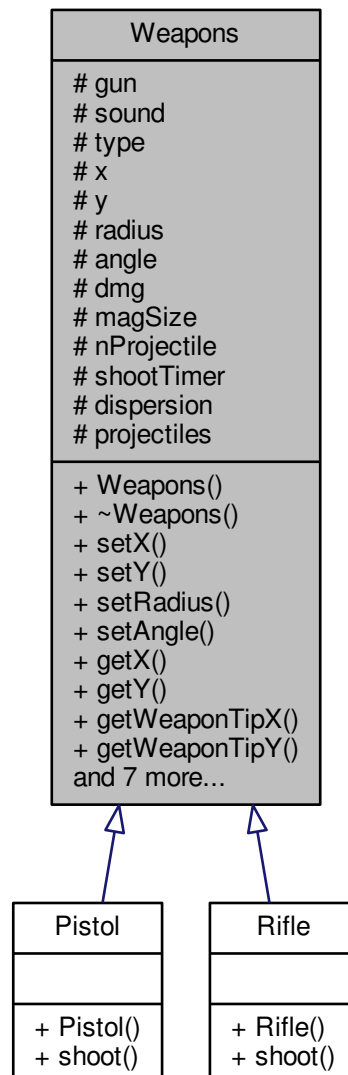 Weapons
# gun
# sound
# type
# x
# y
# radius
# angle
# dmg
# magSize
# nProjectile
# shootTimer
# dispersion
# projectiles
+ Weapons()
+ ~Weapons()
+ setX()
+ setY()
+ setRadius()
+ setAngle()
+ getX()
+ getY()
+ getWeaponTipX()
+ getWeaponTipY()
and 7 more...
Pistol
+ Pistol()
+ shoot()
Rifle
+ Rifle()
+ shoot()